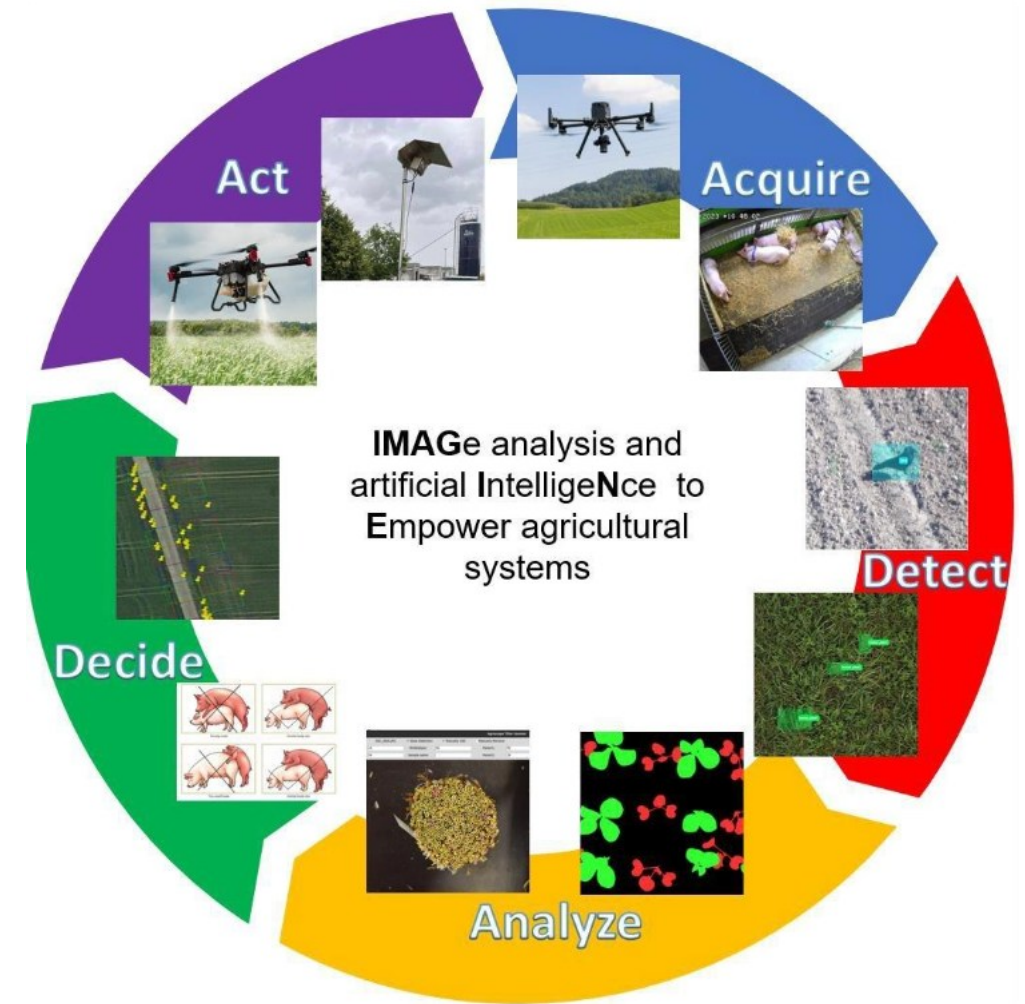 Act
Acquire
IMAGe analysis and
artificial IntelligeNce to
Empower agricultural
systems
Detect
Decide
Analyze